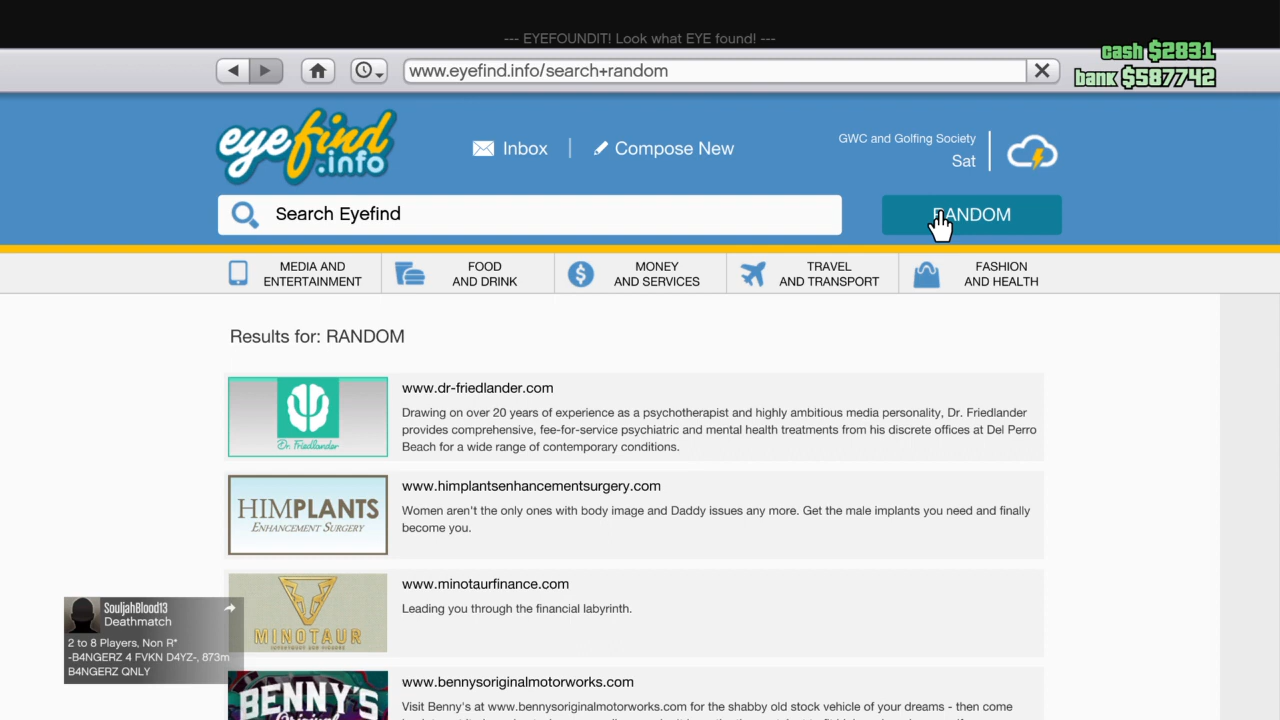 --- EYEFOUNDIT! Look what EYE found! ---
cash $2831
www.eyefind.info/search+random
bank $587742
eyefind
.info
Inbox
Compose New
GWC and Golfing Society
Sat
Search Eyefind
RANDOM
MEDIA AND
ENTERTAINMENT
FOOD
AND DRINK
MONEY
AND SERVICES
TRAVEL
AND TRANSPORT
FASHION
AND HEALTH
Results for: RANDOM
Dr. Friedlander
www.dr-friedlander.com
Drawing on over 20 years of experience as a psychotherapist and highly ambitious media personality, Dr. Friedlander
provides comprehensive, fee-for-service psychiatric and mental health treatments from his discrete offices at Del Perro
Beach for a wide range of contemporary conditions.
HIMPLANTS
ENHANCEMENT SURGERY
www.himplantsenhancementsurgery.com
Women aren't the only ones with body image and Daddy issues any more. Get the male implants you need and finally
become you.
MINOTAUR
www.minotaurfinance.com
Leading you through the financial labyrinth.
SouljahBlood13
Deathmatch
2 to 8 Players, Non R*
-B4NGERZ 4 FVKN D4YZ-, 873m
B4NGERZ QNLY
BENNY'S
Original
www.bennysoriginalmotorworks.com
Visit Benny's at www.bennysoriginalmotorworks.com for the shabby old stock vehicle of your dreams - then come